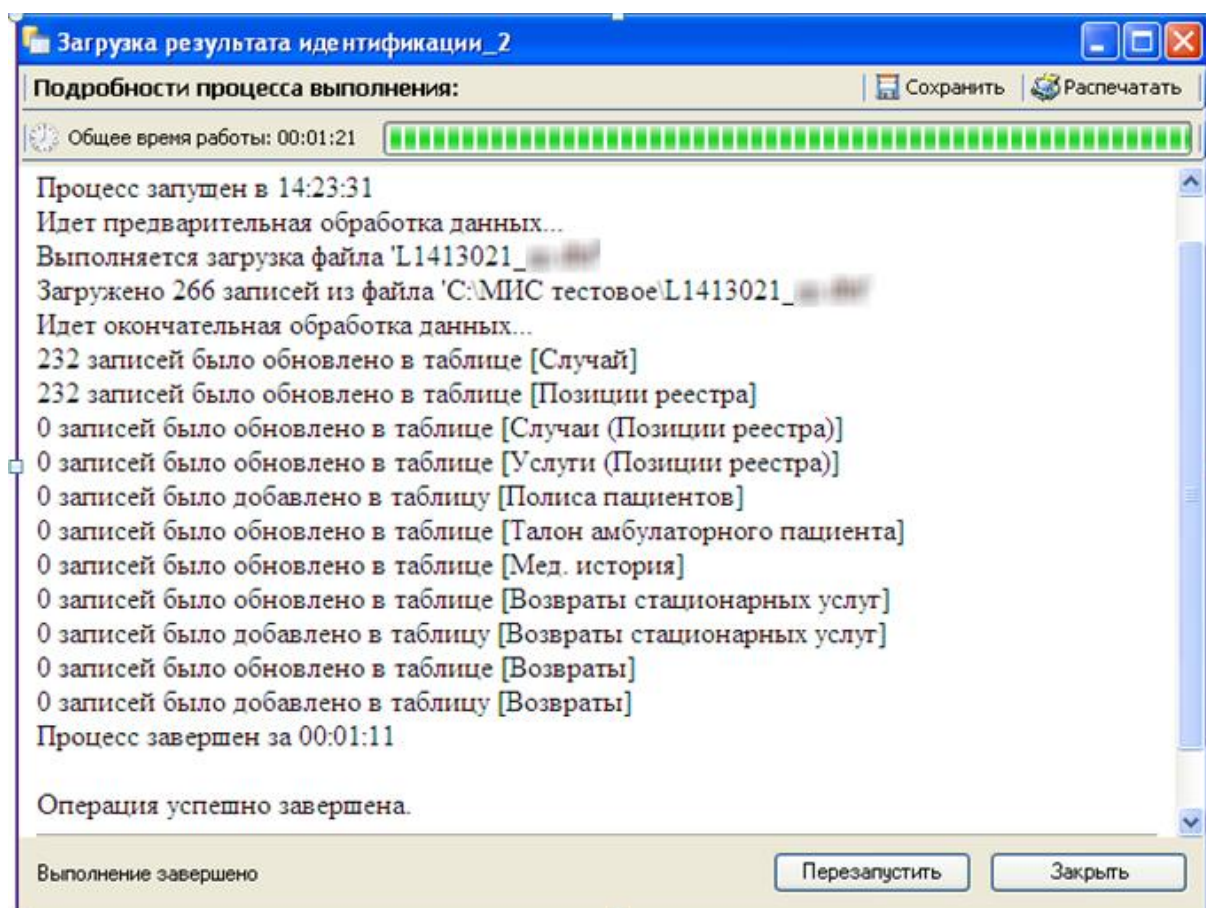 Загрузка результата идентификации_2
Подробности процесса выполнения:
Сохранить
Распечатать
Общее время работы: 00:01:21
Процесс запущен в 14:23:31
Идет предварительная обработка данных...
Выполняется загрузка файла 'L1413021_
Загружено 266 записей из файла 'C:\МИС тестовое\L1413021_
Идет окончательная обработка данных...
232 записей было обновлено в таблице [Случай]
232 записей было обновлено в таблице [Позиции реестра]
0 записей было обновлено в таблице [Случаи (Позиции реестра)]
0 записей было обновлено в таблице [Услуги (Позиции реестра)]
0 записей было добавлено в таблицу [Полиса пациентов]
0 записей было обновлено в таблице [Талон амбулаторного пациента]
0 записей было обновлено в таблице [Мед. история]
0 записей было обновлено в таблице [Возвраты стационарных услуг]
0 записей было добавлено в таблицу [Возвраты стационарных услуг]
0 записей было обновлено в таблице [Возвраты]
0 записей было добавлено в таблицу [Возвраты]
Процесс завершен за 00:01:11
Операция успешно завершена.
Выполнение завершено
Перезапустить
Закрыть